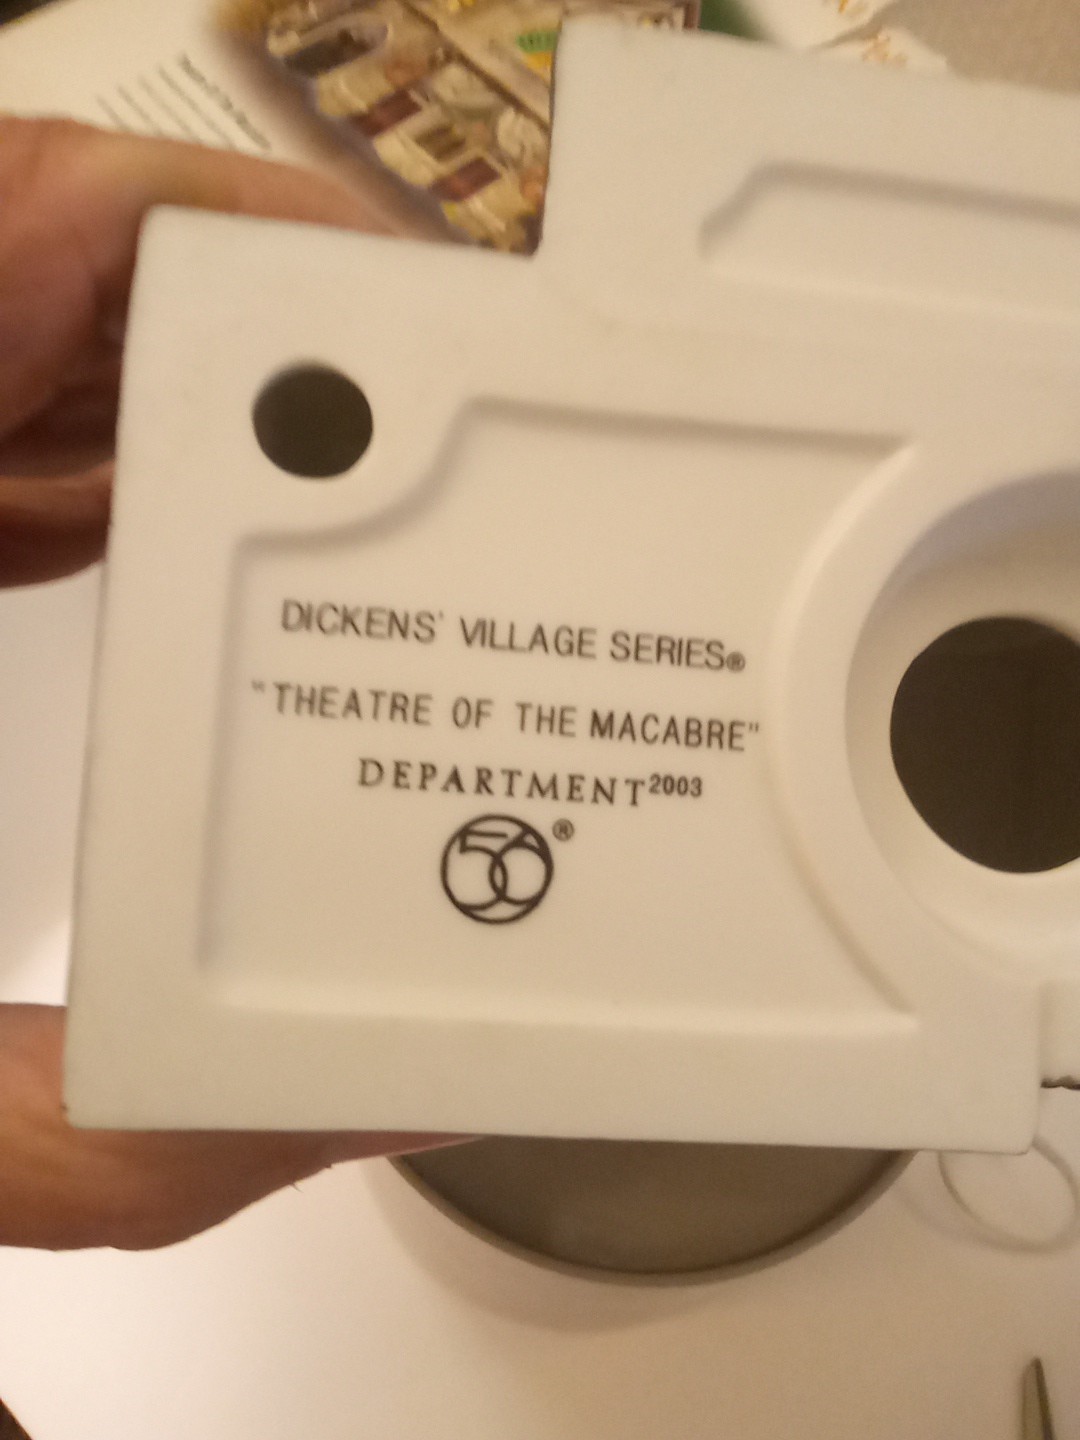 DICKENS' VILLAGE SERIES®
"THEATRE OF THE MACABRE"
DEPARTMENT 2003
56®